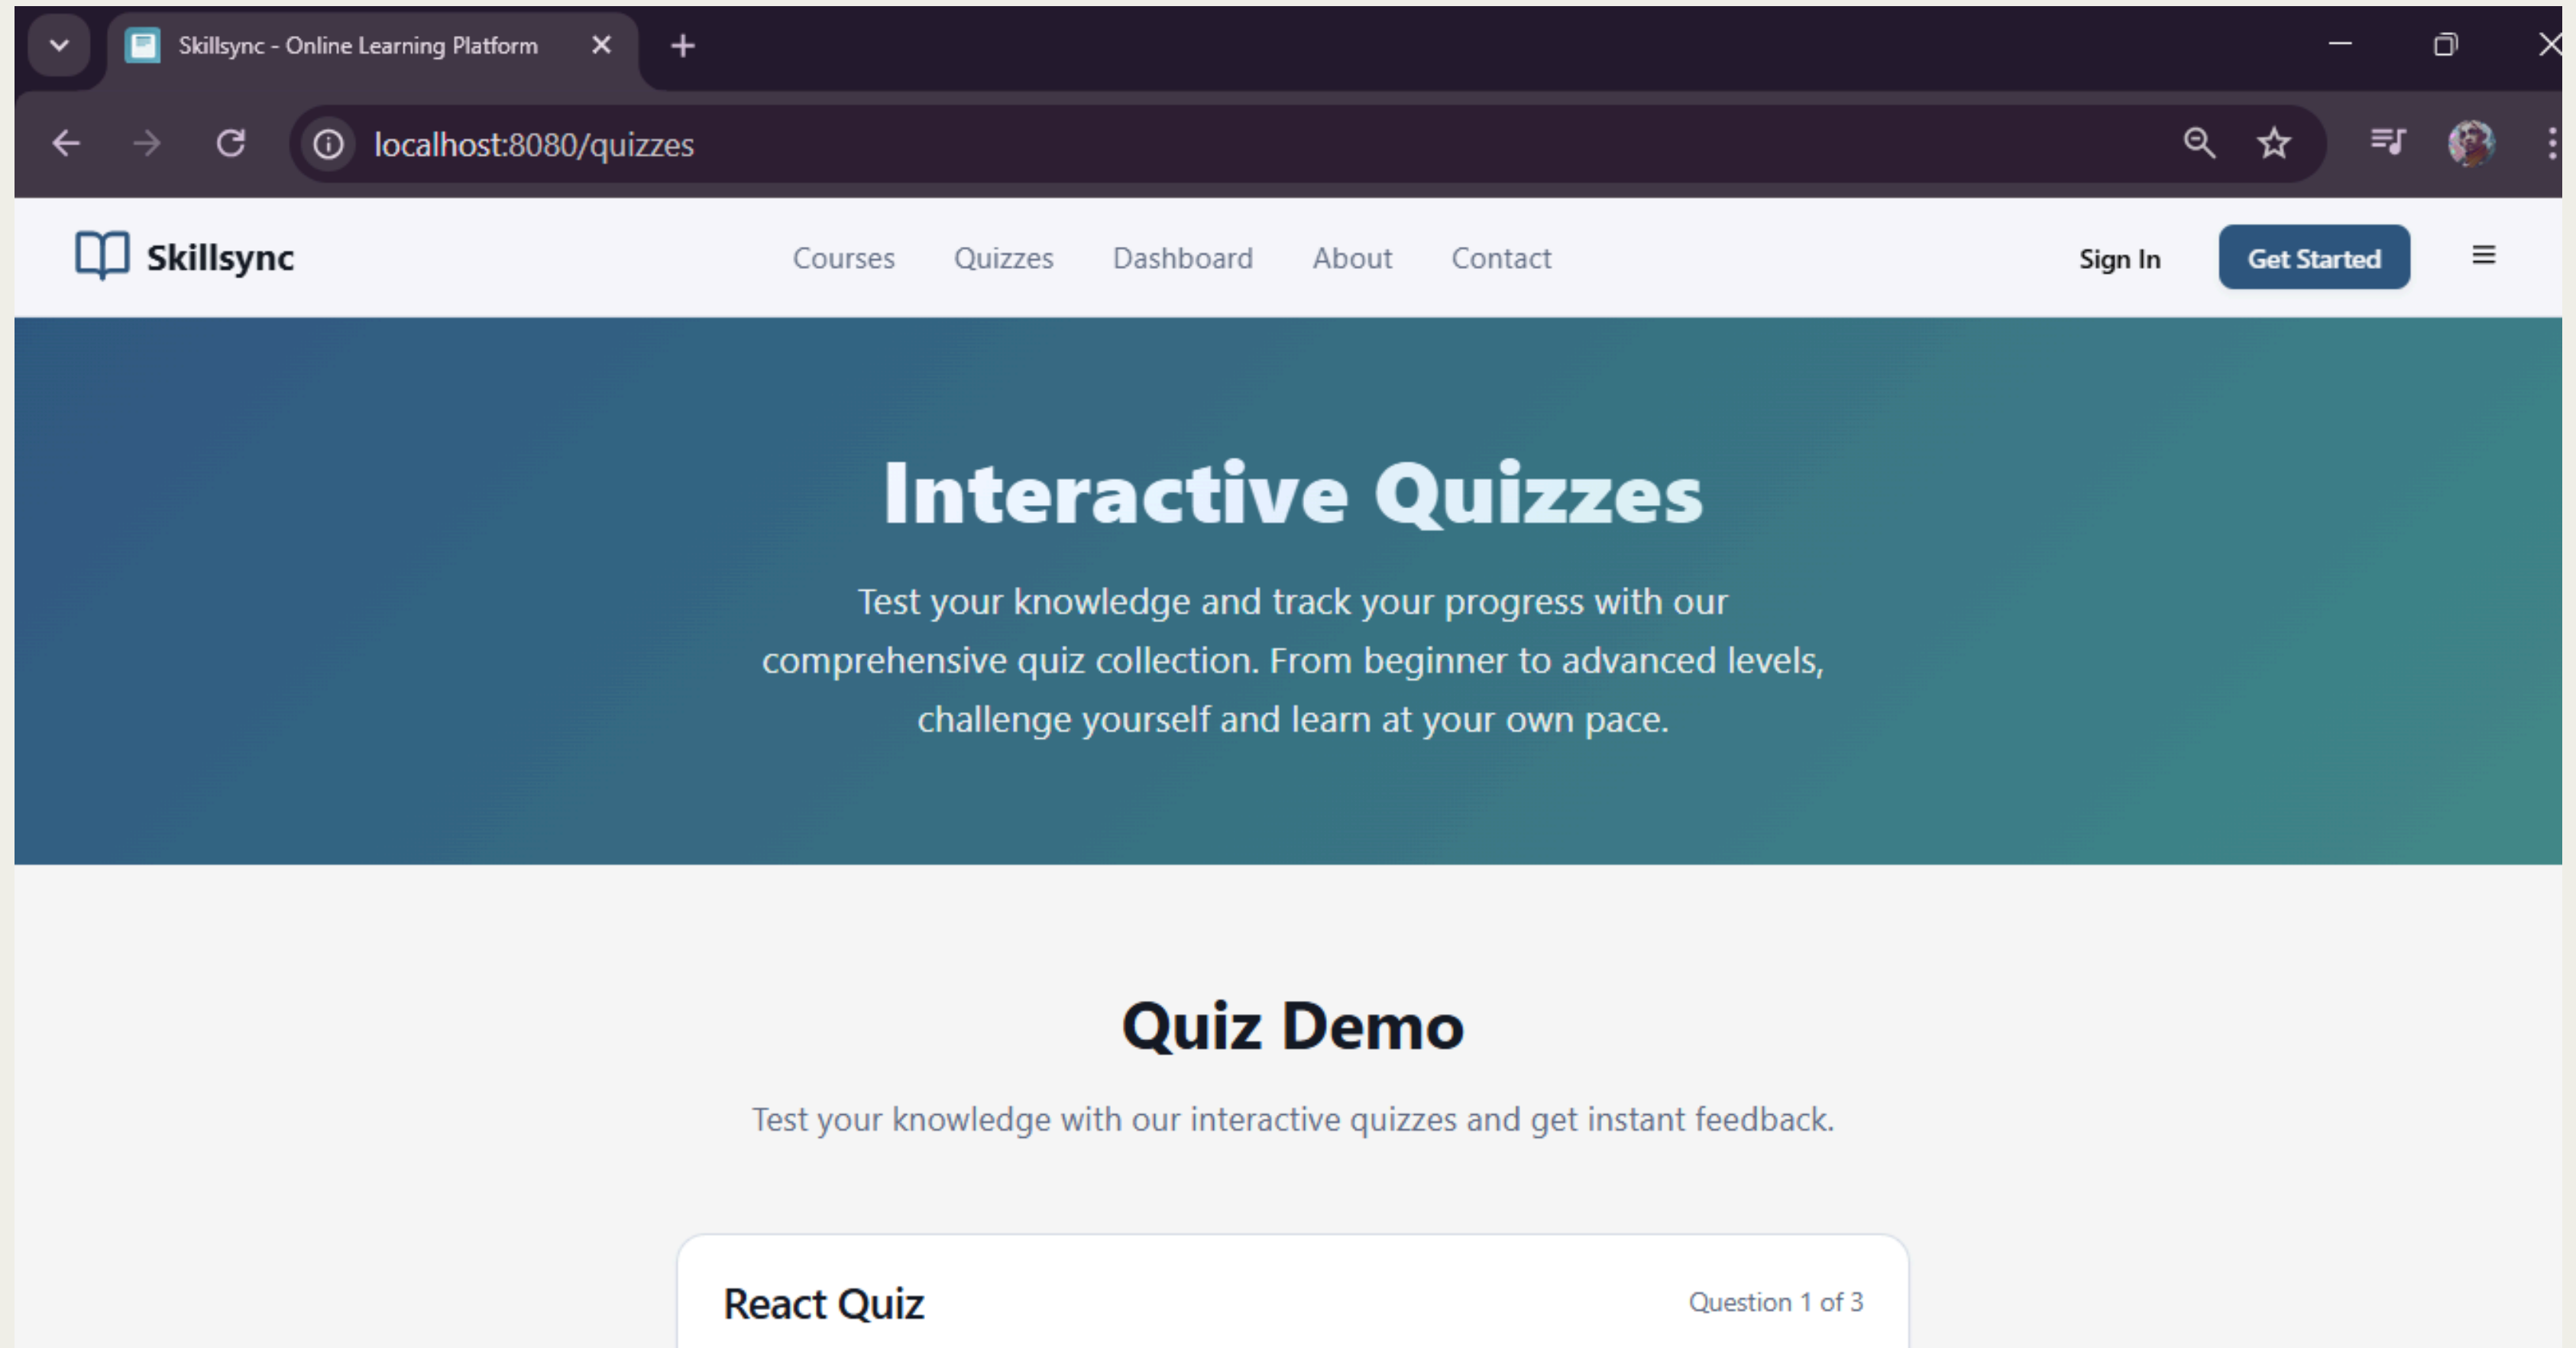 Skillsync - Online Learning Platform
localhost:8080/quizzes
Skillsync
Courses Quizzes Dashboard About Contact
Sign In Get Started
Interactive Quizzes
Test your knowledge and track your progress with our
comprehensive quiz collection. From beginner to advanced levels,
challenge yourself and learn at your own pace.
Quiz Demo
Test your knowledge with our interactive quizzes and get instant feedback.
React Quiz
Question 1 of 3